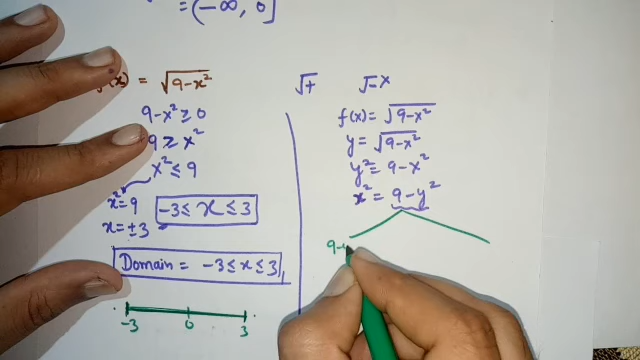 = (-∞, 0]
(x) = √(9-x²)
9-x² ≥ 0
9 ≥ x²
x² ≤ 9
x² = 9
x = ±3
-3 ≤ x ≤ 3
Domain = -3 ≤ x ≤ 3
-3 0 3
√+ √- x
f(x) = √(9-x²)
y = √(9-x²)
y² = 9-x²
x² = 9-y²
9-